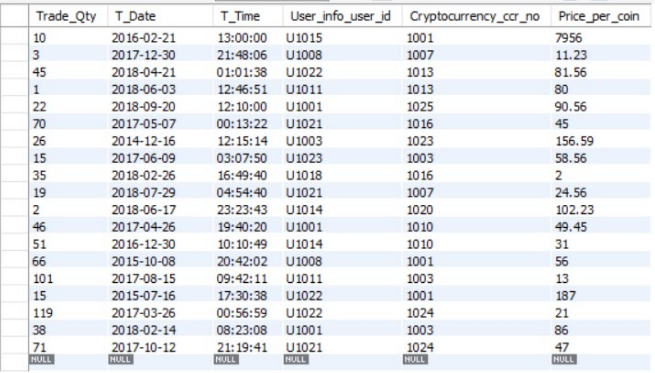 Trade_Qty T_Date T_Time User_info_user_id Cryptocurrency_ccr_no Price_per_coin
10 2016-02-21 13:00:00 U1015 1001 7956
3 2017-12-30 21:48:06 U1008 1007 11.23
45 2018-04-21 01:01:38 U1022 1013 81.56
1 2018-06-03 12:46:51 U1011 1013 80
22 2018-09-20 12:10:00 U1001 1025 90.56
70 2017-05-07 00:13:22 U1021 1016 45
26 2014-12-16 12:15:14 U1003 1023 156.59
15 2017-06-09 03:07:50 U1023 1003 58.56
35 2018-02-26 16:49:40 U1018 1016 2
19 2018-07-29 04:54:40 U1021 1007 24.56
2 2018-06-17 23:23:43 U1014 1020 102.23
46 2017-04-26 19:40:20 U1001 1010 49.45
51 2016-12-30 10:10:49 U1014 1010 31
66 2015-10-08 20:42:02 U1008 1001 56
101 2017-08-15 09:42:11 U1011 1003 13
15 2015-07-16 17:30:38 U1022 1001 187
119 2017-03-26 00:56:59 U1022 1024 21
38 2018-02-14 08:23:08 U1001 1003 86
71 2017-10-12 21:19:41 U1021 1024 47
NULL NULL NULL NULL NULL NULL